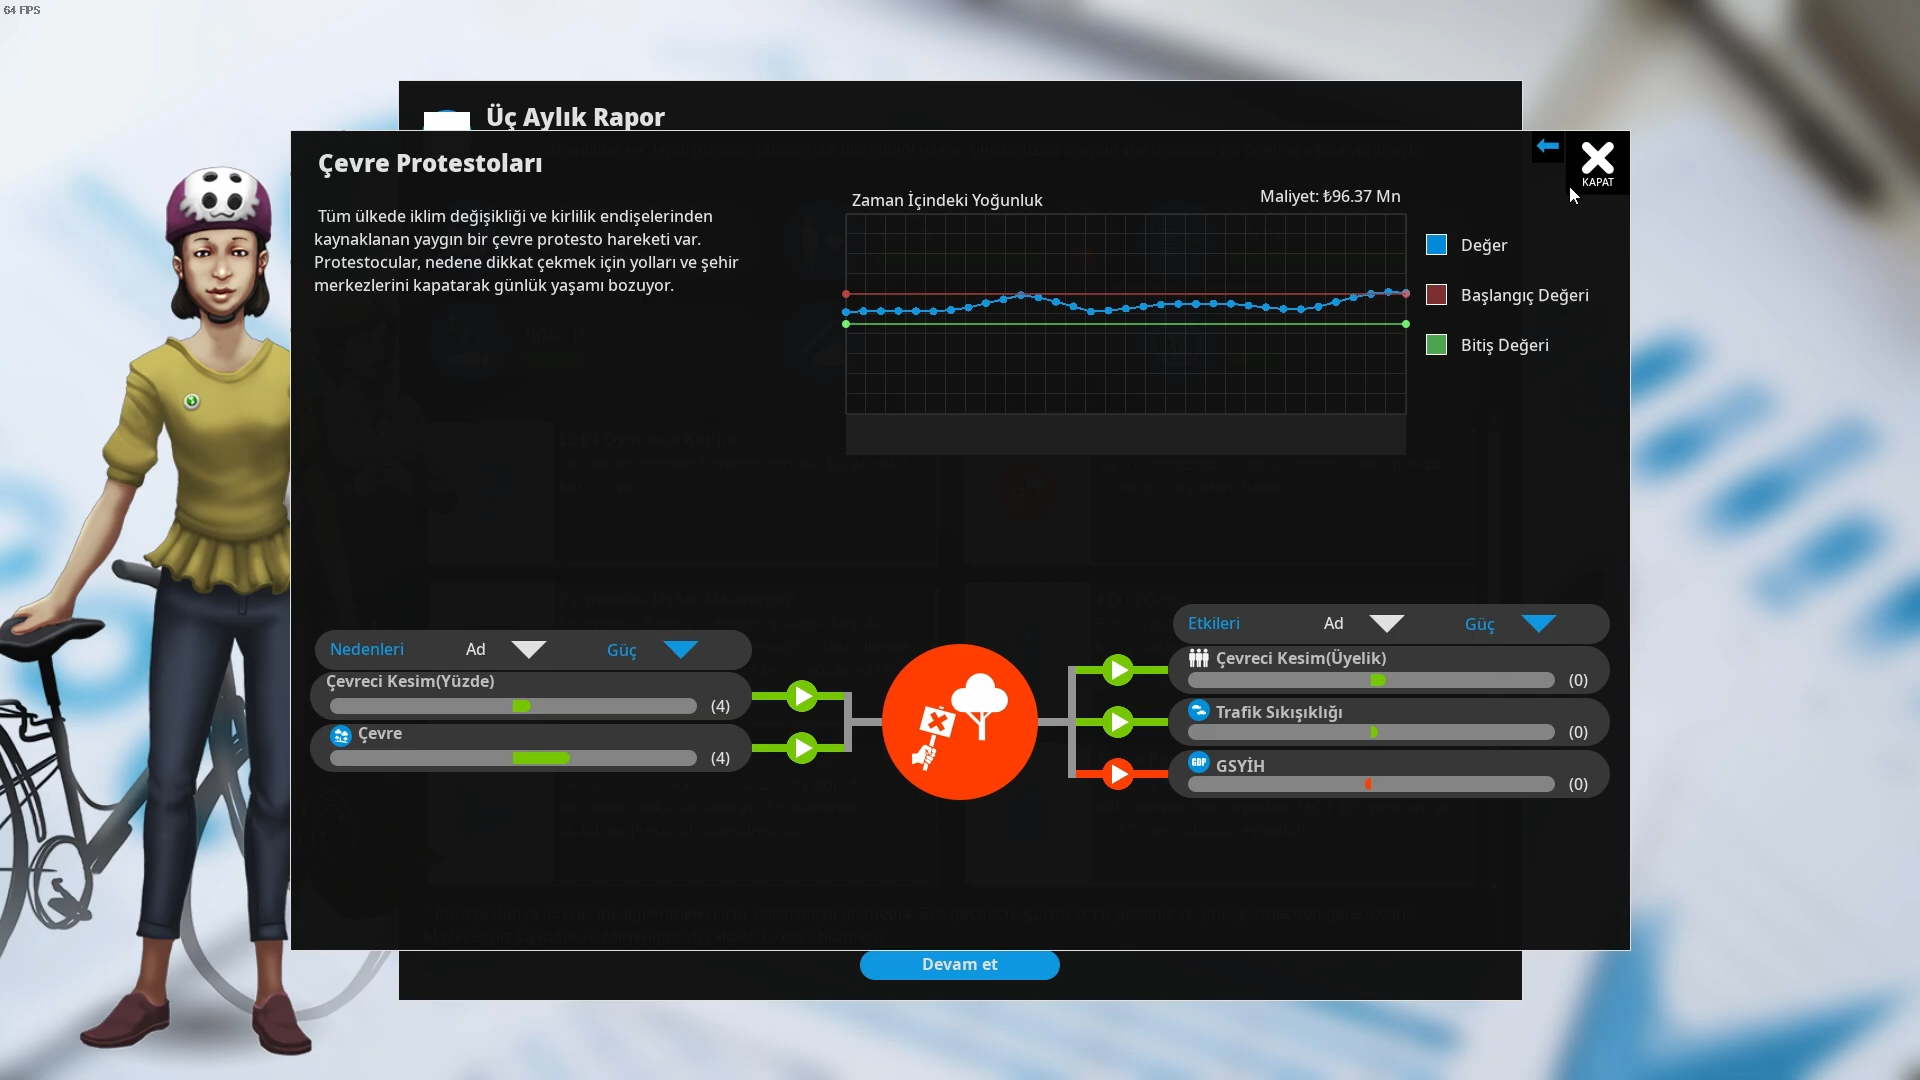 64 FPS
Üç Aylık Rapor
Çevre Protestoları
KAPAT
Tüm ülkede iklim değişikliği ve kirlilik endişelerinden
kaynaklanan yaygın bir çevre protesto hareketi var.
Protestocular, nedene dikkat çekmek için yolları ve şehir
merkezlerini kapatarak günlük yaşamı bozuyor.
Zaman İçindeki Yoğunluk
Maliyet: ₺96.37 Mn
Değer
Başlangıç Değeri
Bitiş Değeri
Nedenleri Ad Güç
Çevreci Kesim(Yüzde)
(4)
Çevre
(4)
Etkileri Ad Güç
Çevreci Kesim(Üyelik)
(0)
Trafik Sıkışıklığı
(0)
GDP GSYİH
(0)
Devam et